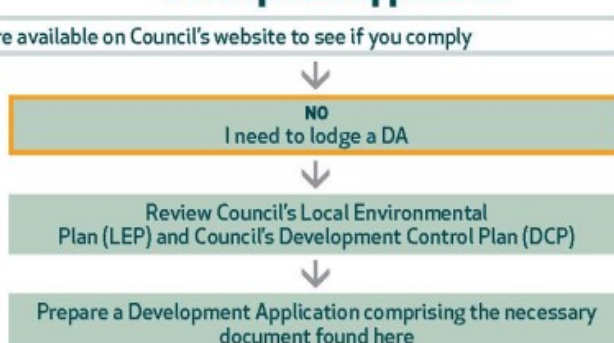 re available on Council's website to see if you comply
NO
I need to lodge a DA
Review Council's Local Environmental
Plan (LEP) and Council's Development Control Plan (DCP)
Prepare a Development Application comprising the necessary
document found here